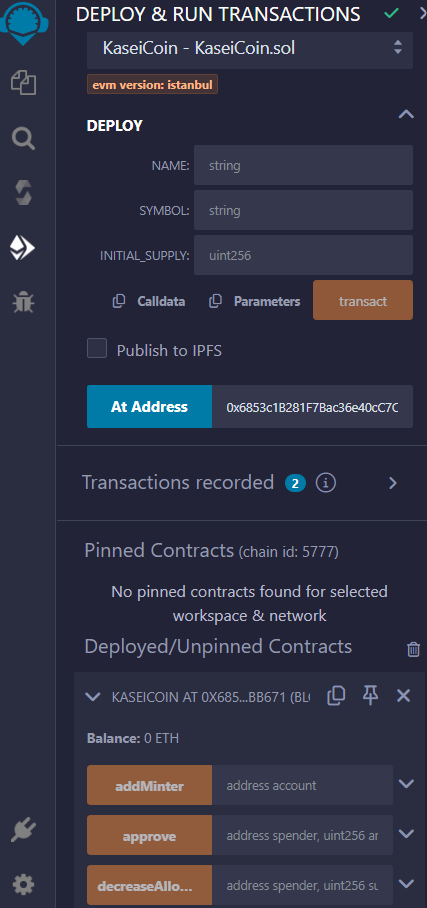 DEPLOY & RUN TRANSACTIONS
KaseiCoin - KaseiCoin.sol
evm version: istanbul
DEPLOY
NAME: string
SYMBOL: string
INITIAL_SUPPLY: uint256
Calldata Parameters transact
Publish to IPFS
At Address 0x6853c1B281F7Bac36e40cC7C
Transactions recorded 2 i
Pinned Contracts (chain id: 5777)
No pinned contracts found for selected
workspace & network
Deployed/Unpinned Contracts
KASEICOIN AT 0X685...BB671 (BLO
Balance: 0 ETH
addMinter address account
approve address spender, uint256 am
decreaseAllo... address spender, uint256 su